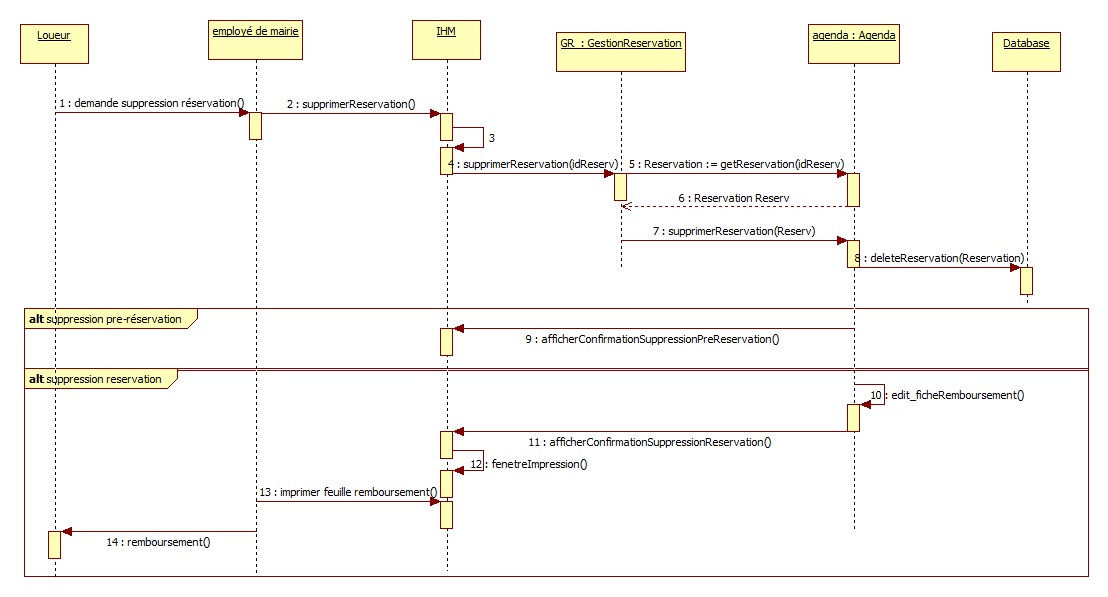 Loueur
employé de mairie
IHM
GR : GestionReservation
agenda : Agenda
Database
1 : demande suppression réservation()
2 : supprimerReservation()
3
4 : supprimerReservation(idReserv)
5 : Reservation := getReservation(idReserv)
6 : Reservation Reserv
7 : supprimerReservation(Reserv)
8 : deleteReservation(Reservation)
alt suppression pre-réservation
9 : afficherConfirmationSuppressionPreReservation()
alt suppression reservation
10 : edit_ficheRemboursement()
11 : afficherConfirmationSuppressionReservation()
12 : fenetreImpression()
13 : imprimer feuille remboursement()
14 : remboursement()